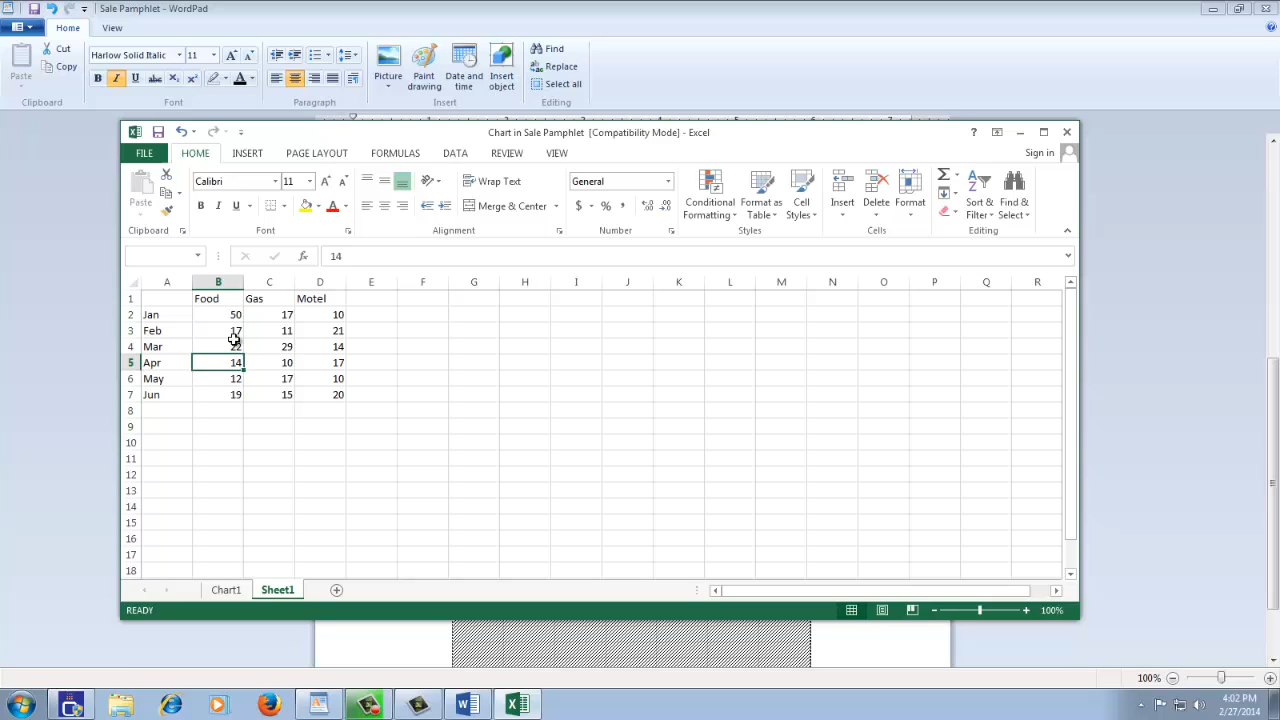 Sale Pamphlet - WordPad
Home View
Paste
Cut
Copy
Clipboard
Harlow Solid Italic 11
B I U abc X₂ X² A
Font
Paragraph
Picture
Paint drawing
Date and time
Insert object
Insert
Find
Replace
Select all
Editing
Chart in Sale Pamphlet [Compatibility Mode] - Excel
FILE HOME INSERT PAGE LAYOUT FORMULAS DATA REVIEW VIEW Sign in
Paste
Clipboard
Calibri 11
B I U A
Font
Wrap Text
Merge & Center
Alignment
General
$ % ,
Number
Conditional Formatting
Format as Table
Cell Styles
Styles
Insert Delete Format
Cells
Sort & Filter
Find & Select
Editing
fx 14
A B C D E F G H I J K L M N O P Q R
1 Food Gas Motel
2 Jan 50 17 10
3 Feb 17 11 21
4 Mar 22 29 14
5 Apr 14 10 17
6 May 12 17 10
7 Jun 19 15 20
8
9
10
11
12
13
14
15
16
17
18
Chart1 Sheet1
READY 100%
100%
4:02 PM
2/27/2014